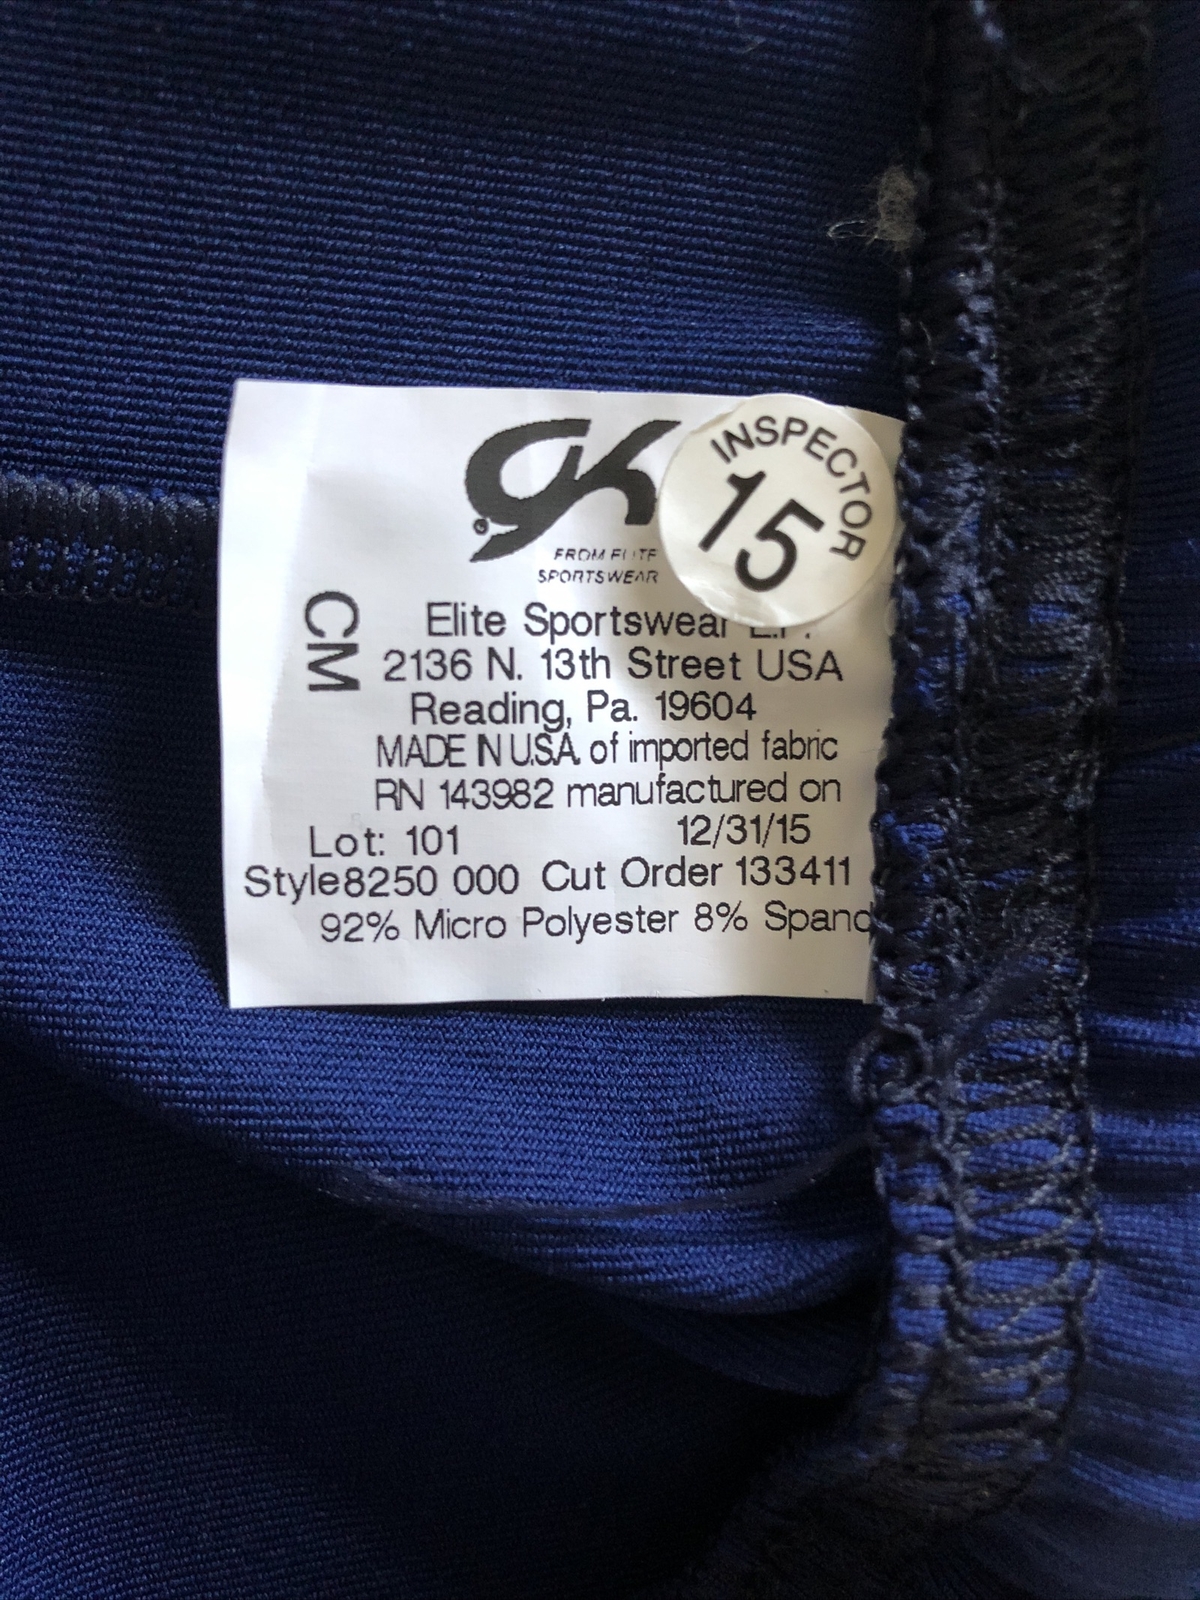 GK
®
FROM ELITE
SPORTSWEAR
INSPECTOR
15
CM
Elite Sportswear L.P.
2136 N. 13th Street USA
Reading, Pa. 19604
MADE IN U.S.A. of imported fabric
RN 143982 manufactured on
Lot: 101 12/31/15
Style8250 000 Cut Order 133411
92% Micro Polyester 8% Spand